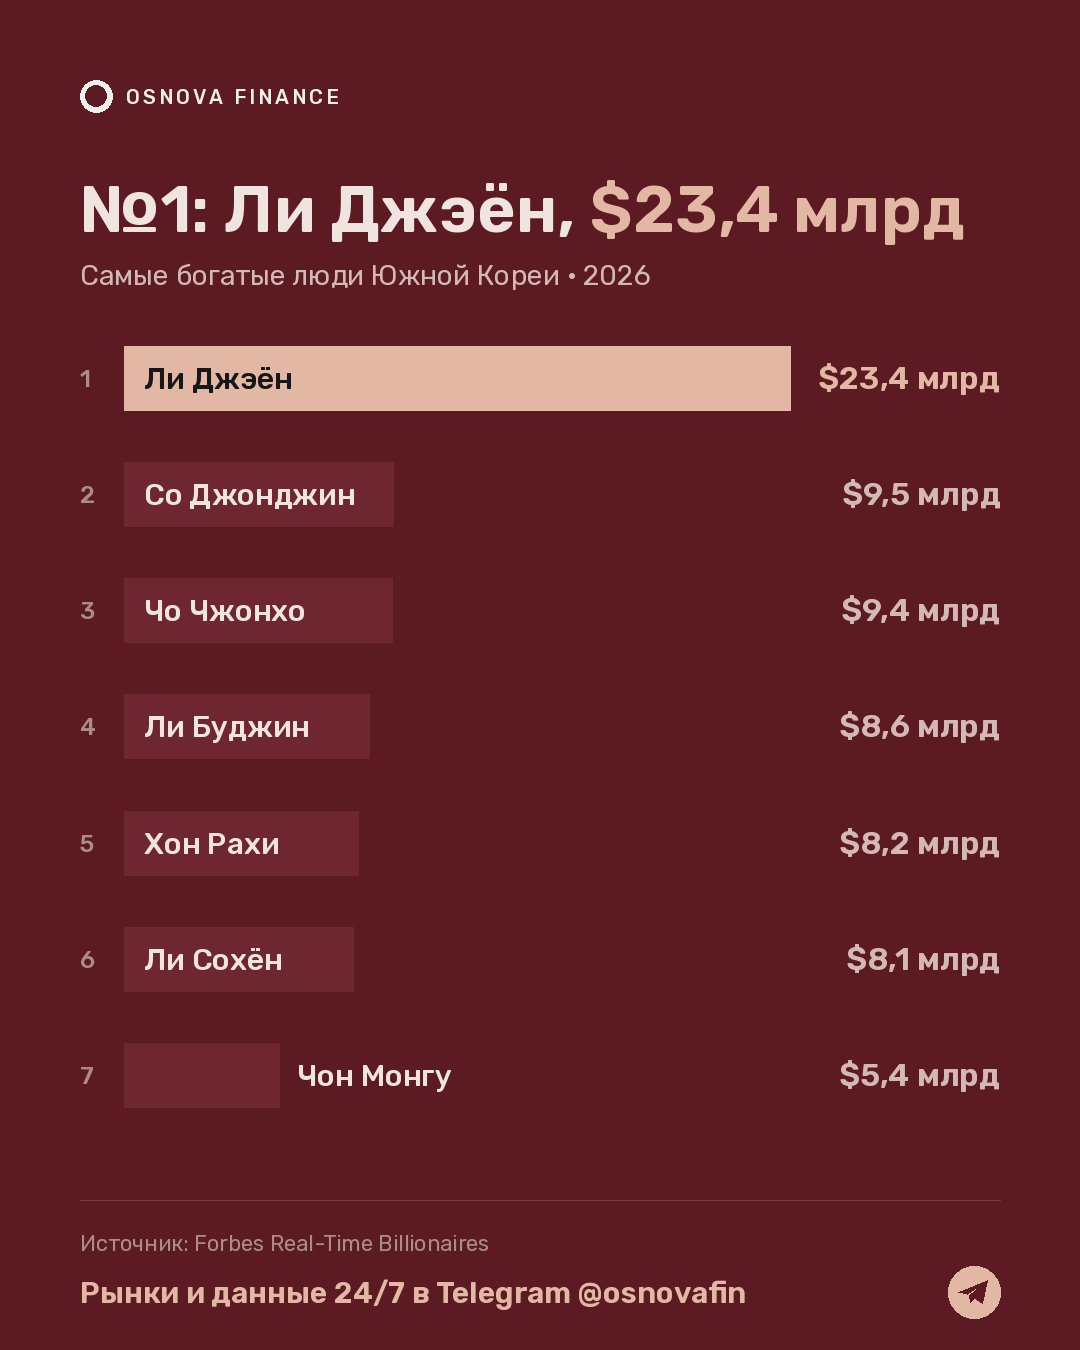 OSNOVA FINANCE
№1: Ли Джэён, $23,4 млрд
Самые богатые люди Южной Кореи • 2026
1 Ли Джэён $23,4 млрд
2 Со Джонджин $9,5 млрд
3 Чо Чжонхо $9,4 млрд
4 Ли Буджин $8,6 млрд
5 Хон Рахи $8,2 млрд
6 Ли Сохён $8,1 млрд
7 Чон Монгу $5,4 млрд
Источник: Forbes Real-Time Billionaires
Рынки и данные 24/7 в Telegram @osnovafin